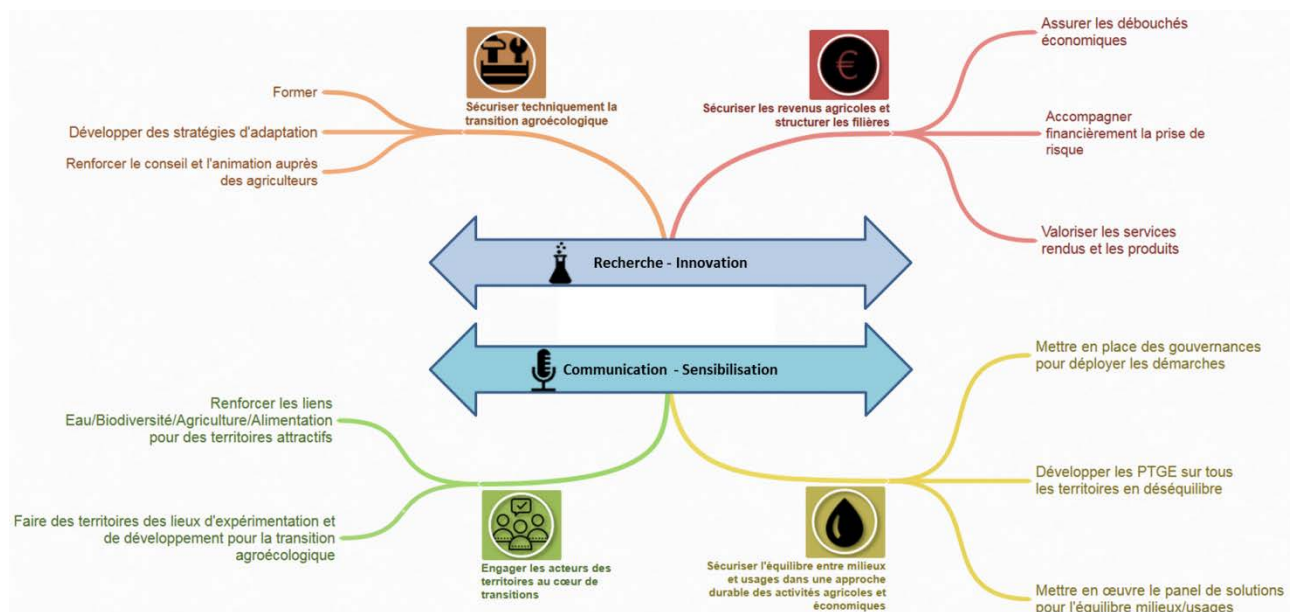 Former
Développer des stratégies d'adaptation
Renforcer le conseil et l'animation auprès
des agriculteurs
Sécuriser techniquement la
transition agroécologique
Sécuriser les revenus agricoles et
structurer les filières
Assurer les débouchés
économiques
Accompagner
financièrement la prise de
risque
Valoriser les services
rendus et les produits
Recherche - Innovation
Communication - Sensibilisation
Renforcer les liens
Eau/Biodiversité/Agriculture/Alimentation
pour des territoires attractifs
Faire des territoires des lieux d'expérimentation et
de développement pour la transition
agroécologique
Engager les acteurs des
territoires au cœur de
transitions
Sécuriser l'équilibre entre milieux
et usages dans une approche
durable des activités agricoles et
économiques
Mettre en place des gouvernances
pour déployer les démarches
Développer les PTGE sur tous
les territoires en déséquilibre
Mettre en œuvre le panel de solutions
pour l'équilibre milieux/usages